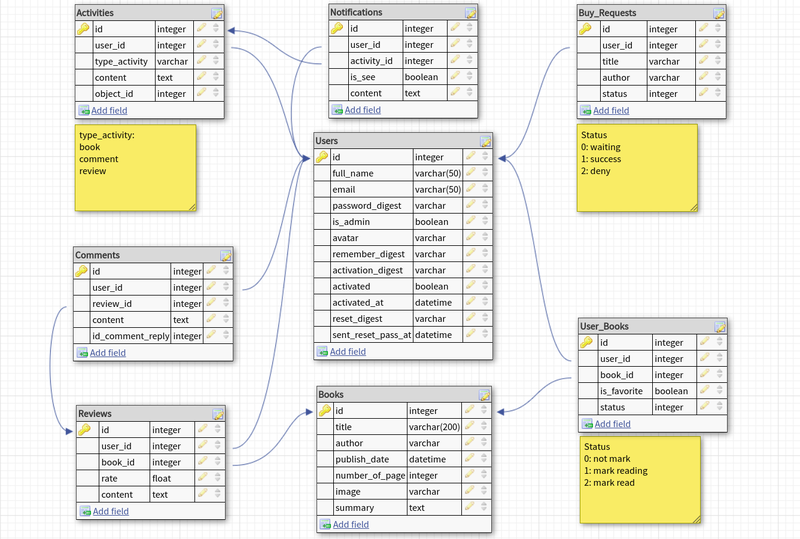 Activities
id integer
user_id integer
type_activity varchar
content text
object_id integer
Add field
type_activity:
book
comment
review
Notifications
id integer
user_id integer
activity_id integer
is_see boolean
content text
Add field
Buy_Requests
id integer
user_id integer
title varchar
author varchar
status integer
Add field
Status
0: waiting
1: success
2: deny
Users
id integer
full_name varchar(50)
email varchar(50)
password_digest varchar
is_admin boolean
avatar varchar
remember_digest varchar
activation_digest varchar
activated boolean
activated_at datetime
reset_digest varchar
sent_reset_pass_at datetime
Add field
Comments
id integer
user_id integer
review_id integer
content text
id_comment_reply integer
Add field
User_Books
id integer
user_id integer
book_id integer
is_favorite boolean
status integer
Add field
Status
0: not mark
1: mark reading
2: mark read
Reviews
id integer
user_id integer
book_id integer
rate float
content text
Add field
Books
id integer
title varchar(200)
author varchar
publish_date datetime
number_of_page integer
image varchar
summary text
Add field